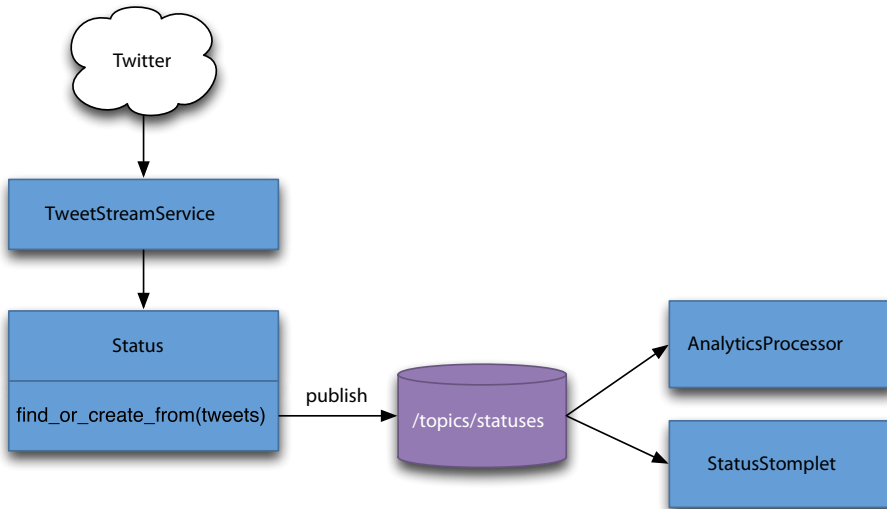 Twitter
TweetStreamService
Status
find_or_create_from(tweets)
publish
/topics/statuses
AnalyticsProcessor
StatusStomplet